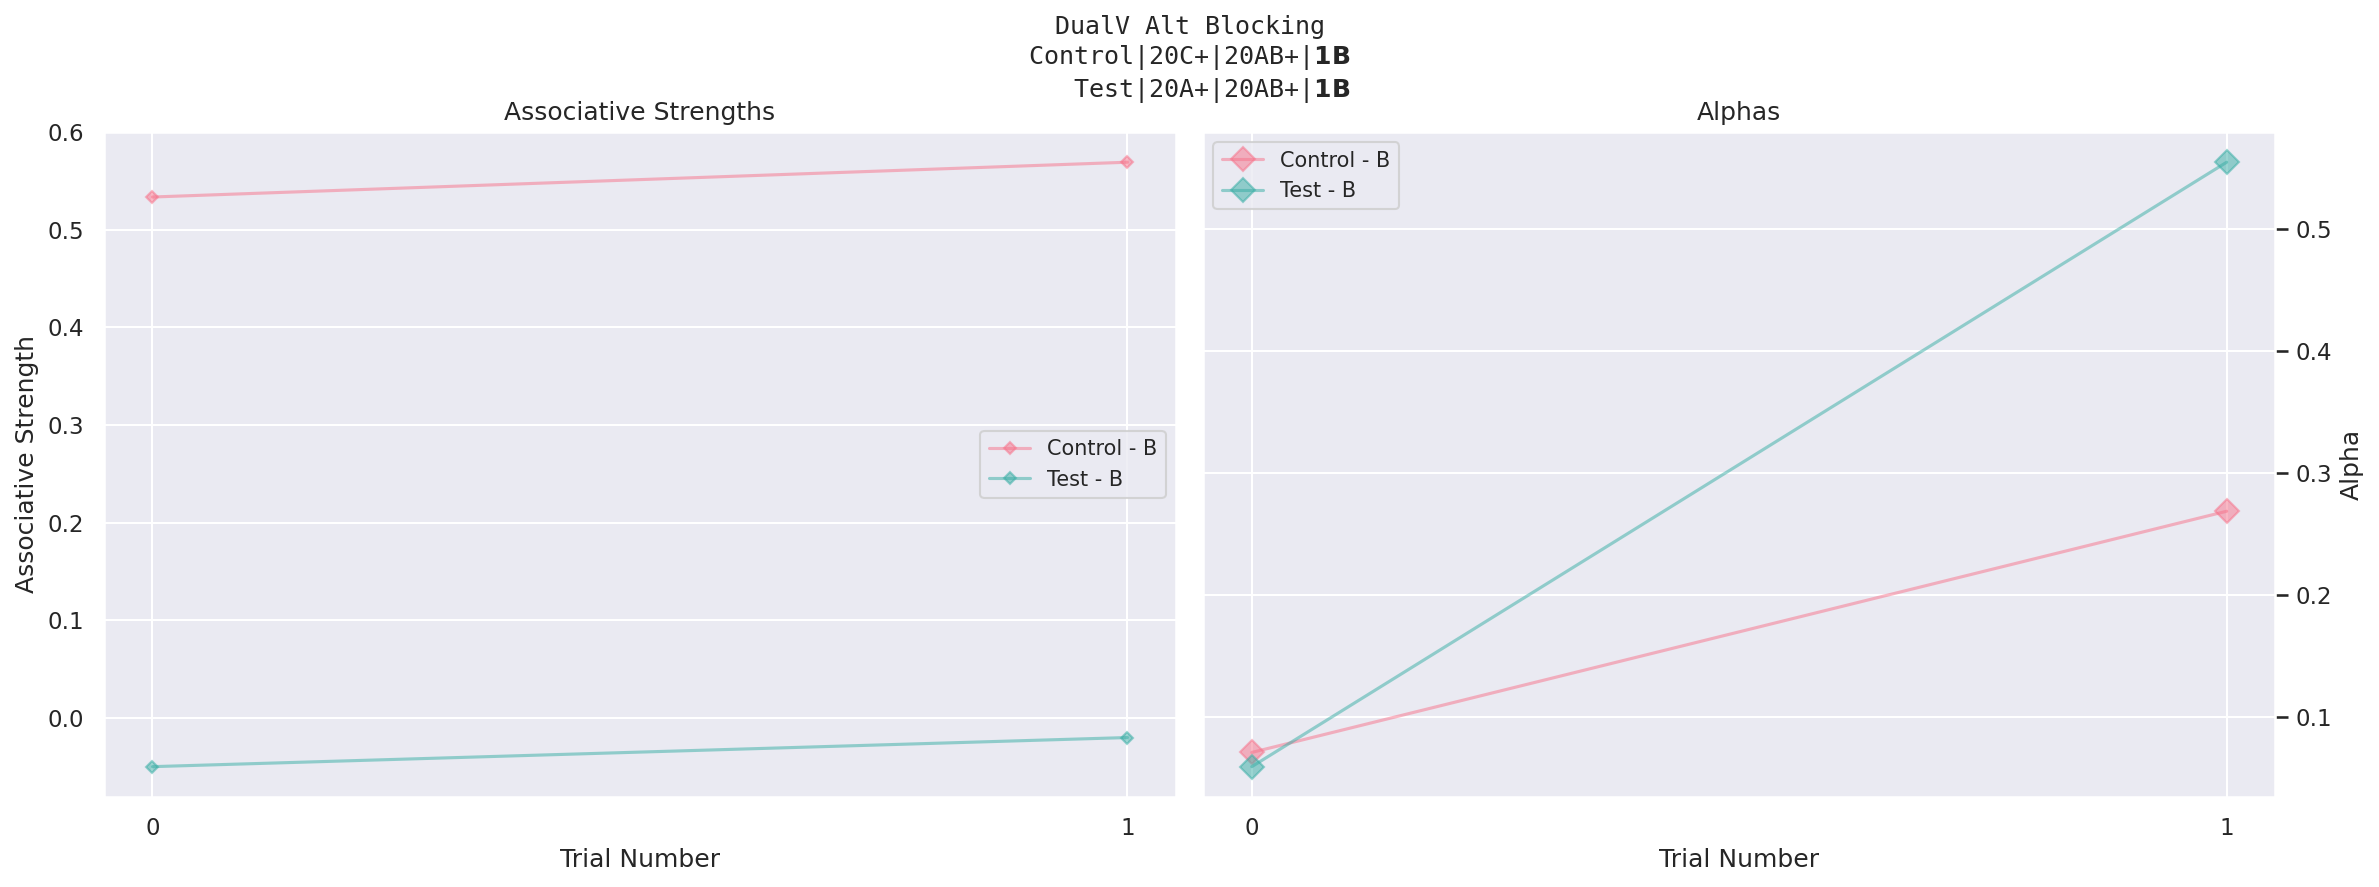 DualV Alt Blocking
Control|20C+|20AB+|1B
Test|20A+|20AB+|1B
Associative Strengths
0.6
0.5
0.4
0.3
0.2
0.1
0.0
Associative Strength
Control - B
Test - B
0
1
Trial Number
Alphas
Control - B
Test - B
0.5
0.4
0.3
0.2
0.1
Alpha
0
1
Trial Number